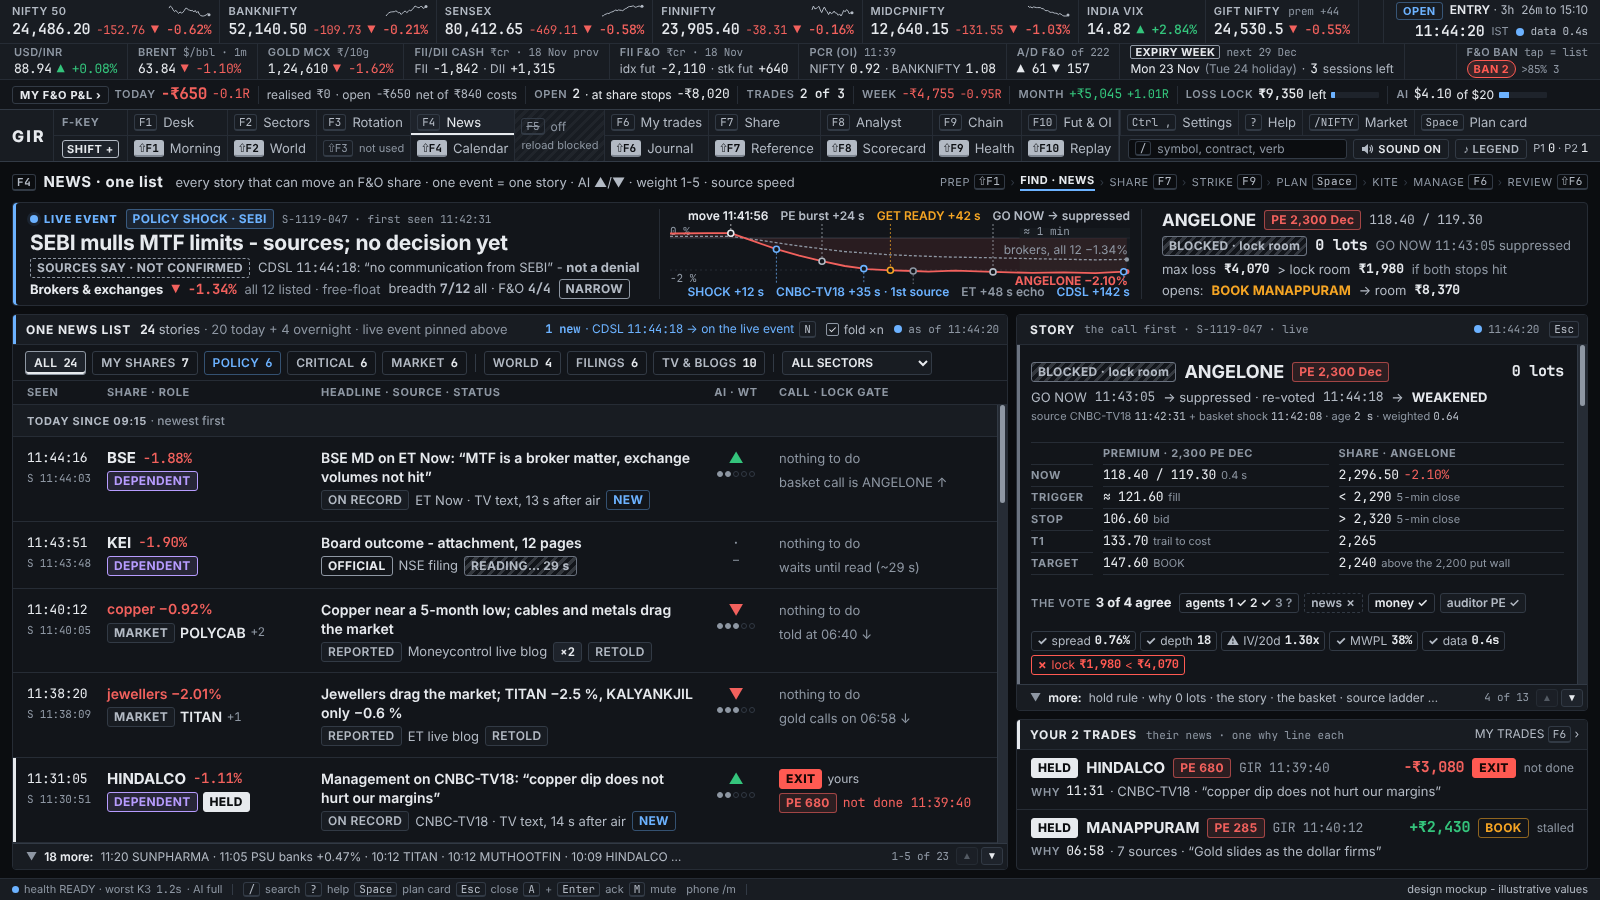 NIFTY 50
24,486.20 -152.76 ▼ -0.62%
BANKNIFTY
52,140.50 -109.73 ▼ -0.21%
SENSEX
80,412.65 -469.11 ▼ -0.58%
FINNIFTY
23,905.40 -38.31 ▼ -0.16%
MIDCPNIFTY
12,640.15 -131.55 ▼ -1.03%
INDIA VIX
14.82 ▲ +2.84%
GIFT NIFTY prem +44
24,530.5 ▼ -0.55%
OPEN ENTRY · 3h 26m to 15:10
11:44:20 IST ● data 0.4s
USD/INR
88.94 ▲ +0.08%
BRENT $/bbl · 1m
63.84 ▼ -1.10%
GOLD MCX ₹/10g
1,24,610 ▼ -1.62%
FII/DII CASH ₹cr · 18 Nov prov
FII -1,842 · DII +1,315
FII F&O ₹cr · 18 Nov
idx fut -2,110 · stk fut +640
PCR (OI) 11:39
NIFTY 0.92 · BANKNIFTY 1.08
A/D F&O of 222
▲ 61 ▼ 157
EXPIRY WEEK next 29 Dec
Mon 23 Nov (Tue 24 holiday) · 3 sessions left
F&O BAN tap = list
BAN 2 >85% 3
MY F&O P&L › TODAY -₹650 -0.1R realised ₹0 · open -₹650 net of ₹840 costs OPEN 2 · at share stops -₹8,020 TRADES 2 of 3 WEEK -₹4,755 -0.95R MONTH +₹5,045 +1.01R LOSS LOCK ₹9,350 left AI $4.10 of $20
GIR
F-KEY F1 Desk F2 Sectors F3 Rotation F4 News F5 off F6 My trades F7 Share F8 Analyst F9 Chain F10 Fut & OI Ctrl , Settings ? Help /NIFTY Market Space Plan card
SHIFT + ⇧F1 Morning ⇧F2 World ⇧F3 not used ⇧F4 Calendar reload blocked ⇧F6 Journal ⇧F7 Reference ⇧F8 Scorecard ⇧F9 Health ⇧F10 Replay / symbol, contract, verb SOUND ON ♪ LEGEND P1 0 · P2 1
F4 NEWS · one list every story that can move an F&O share · one event = one story · AI ▲/▼ · weight 1-5 · source speed
PREP ⇧F1 › FIND · NEWS › SHARE F7 › STRIKE F9 › PLAN Space › KITE › MANAGE F6 › REVIEW ⇧F6
● LIVE EVENT POLICY SHOCK · SEBI S-1119-047 · first seen 11:42:31
SEBI mulls MTF limits - sources; no decision yet
SOURCES SAY · NOT CONFIRMED CDSL 11:44:18: “no communication from SEBI” - not a denial
Brokers & exchanges ▼ -1.34% all 12 listed · free-float breadth 7/12 all · F&O 4/4 NARROW
move 11:41:56 PE burst +24 s GET READY +42 s GO NOW → suppressed
0 % ≈ 1 min
brokers, all 12 −1.34%
-2 % ANGELONE −2.10%
SHOCK +12 s CNBC-TV18 +35 s · 1st source ET +48 s echo CDSL +142 s
ANGELONE PE 2,300 Dec 118.40 / 119.30
BLOCKED · lock room 0 lots GO NOW 11:43:05 suppressed
max loss ₹4,070 > lock room ₹1,980 if both stops hit
opens: BOOK MANAPPURAM → room ₹8,370
ONE NEWS LIST 24 stories · 20 today + 4 overnight · live event pinned above 1 new · CDSL 11:44:18 → on the live event N fold ×n ● as of 11:44:20
ALL 24 MY SHARES 7 POLICY 6 CRITICAL 6 MARKET 6 WORLD 4 FILINGS 6 TV & BLOGS 10 ALL SECTORS
SEEN SHARE · ROLE HEADLINE · SOURCE · STATUS AI · WT CALL · LOCK GATE
TODAY SINCE 09:15 · newest first
11:44:16 BSE -1.88% BSE MD on ET Now: “MTF is a broker matter, exchange volumes not hit” ▲ nothing to do
S 11:44:03 DEPENDENT ON RECORD ET Now · TV text, 13 s after air NEW basket call is ANGELONE ↑
11:43:51 KEI -1.90% Board outcome - attachment, 12 pages · nothing to do
S 11:43:48 DEPENDENT OFFICIAL NSE filing READING... 29 s – waits until read (~29 s)
11:40:12 copper −0.92% Copper near a 5-month low; cables and metals drag the market ▼ nothing to do
S 11:40:05 MARKET POLYCAB +2 REPORTED Moneycontrol live blog ×2 RETOLD told at 06:40 ↓
11:38:20 jewellers −2.01% Jewellers drag the market; TITAN −2.5 %, KALYANKJIL only −0.6 % ▼ nothing to do
S 11:38:09 MARKET TITAN +1 REPORTED ET live blog RETOLD gold calls on 06:58 ↓
11:31:05 HINDALCO -1.11% Management on CNBC-TV18: “copper dip does not hurt our margins” ▲ EXIT yours
S 11:30:51 DEPENDENT HELD ON RECORD CNBC-TV18 · TV text, 14 s after air NEW PE 680 not done 11:39:40
▼ 18 more: 11:20 SUNPHARMA · 11:05 PSU banks +0.47% · 10:12 TITAN · 10:12 MUTHOOTFIN · 10:09 HINDALCO ... 1-5 of 23 ▲ ▼
STORY the call first · S-1119-047 · live ● 11:44:20 Esc
BLOCKED · lock room ANGELONE PE 2,300 Dec 0 lots
GO NOW 11:43:05 → suppressed · re-voted 11:44:18 → WEAKENED
source CNBC-TV18 11:42:31 + basket shock 11:42:08 · age 2 s · weighted 0.64
PREMIUM · 2,300 PE DEC SHARE · ANGELONE
NOW 118.40 / 119.30 0.4 s 2,296.50 -2.10%
TRIGGER ≈ 121.60 fill < 2,290 5-min close
STOP 106.60 bid > 2,320 5-min close
T1 133.70 trail to cost 2,265
TARGET 147.60 BOOK 2,240 above the 2,200 put wall
THE VOTE 3 of 4 agree agents 1 ✓ 2 ✓ 3 ? news × money ✓ auditor PE ✓
✓ spread 0.76% ✓ depth 18 ⚠ IV/20d 1.30x ✓ MWPL 38% ✓ data 0.4s
× lock ₹1,980 < ₹4,070
▼ more: hold rule · why 0 lots · the story · the basket · source ladder ... 4 of 13 ▲ ▼
YOUR 2 TRADES their news · one why line each MY TRADES F6 ›
HELD HINDALCO PE 680 GIR 11:39:40 -₹3,080 EXIT not done
WHY 11:31 · CNBC-TV18 · “copper dip does not hurt our margins”
HELD MANAPPURAM PE 285 GIR 11:40:12 +₹2,430 BOOK stalled
WHY 06:58 · 7 sources · “Gold slides as the dollar firms”
● health READY · worst K3 1.2s · AI full / search ? help Space plan card Esc close A + Enter ack M mute phone /m design mockup - illustrative values